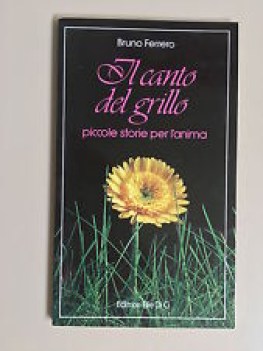 Bruno Ferrero
Il canto
del grillo
piccole storie per l'anima
Editrice Elle Di Ci